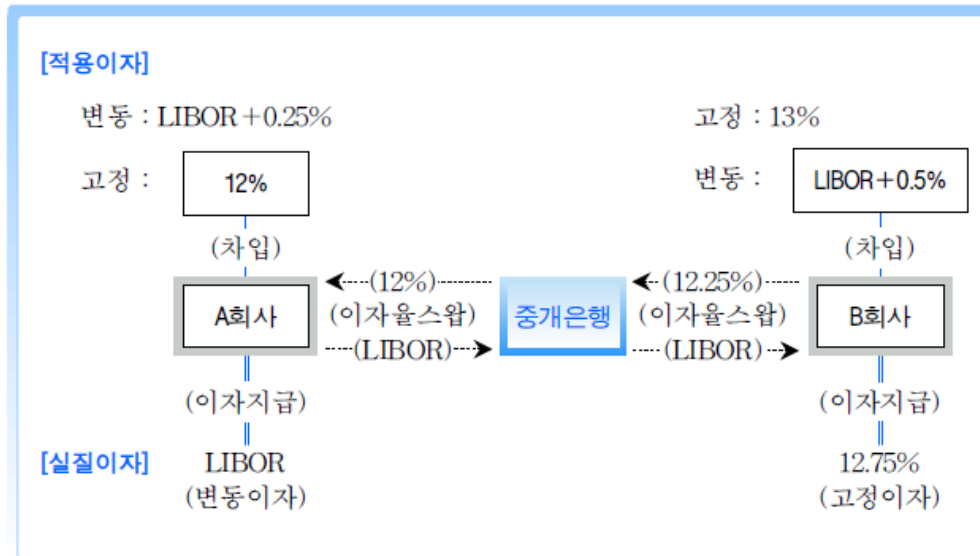 [적용이자]
변동 : LIBOR+0.25%
고정 : 13%
고정 : 12%
변동 : LIBOR+0.5%
(차입)
(차입)
(12%)
(12.25%)
A회사
(이자율스왑)
중개은행
(이자율스왑)
B회사
(LIBOR)
(LIBOR)
(이자지급)
(이자지급)
[실질이자]
LIBOR
12.75%
(변동이자)
(고정이자)